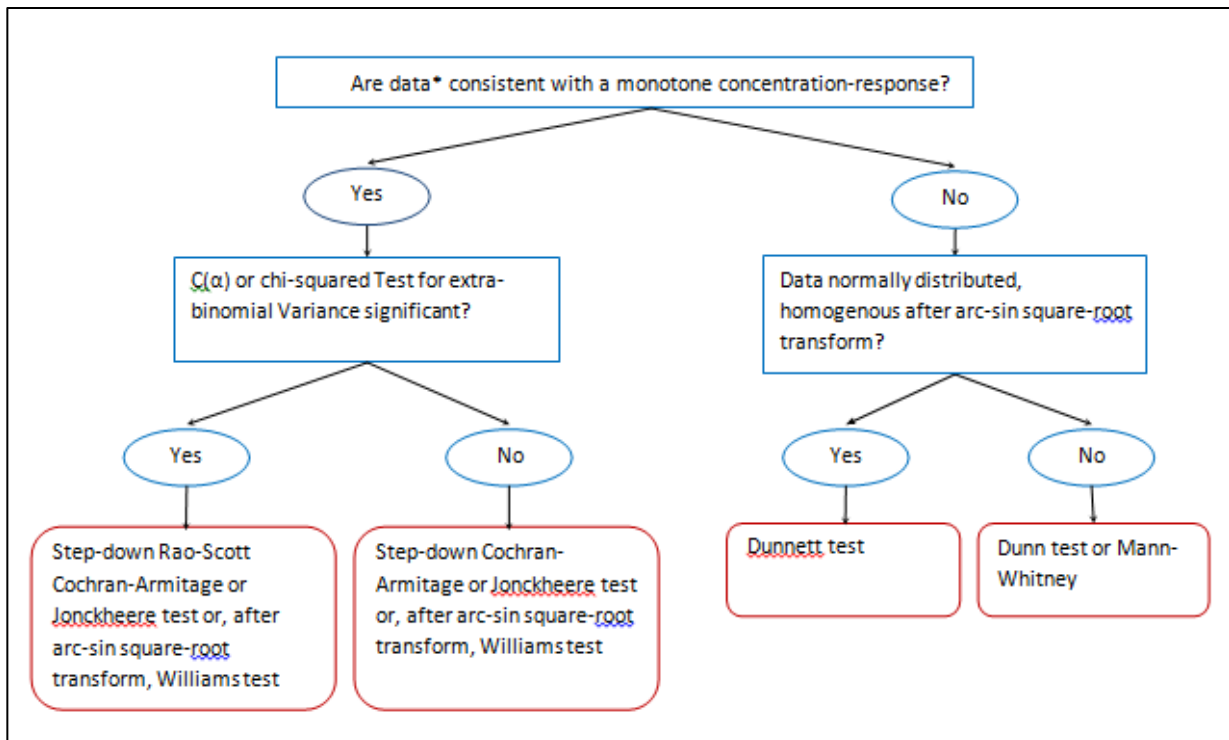 Are data* consistent with a monotone concentration-response?
Yes
No
C(α) or chi-squared Test for extra-
binomial Variance significant?
Data normally distributed,
homogenous after arc-sin square-root
transform?
Yes
No
Yes
No
Step-down Rao-Scott
Cochran-Armitage or
Jonckheere test or, after
arc-sin square-root
transform, Williams test
Step-down Cochran-
Armitage or Jonckheere test
or, after arc-sin square-root
transform, Williams test
Dunnett test
Dunn test or Mann-
Whitney